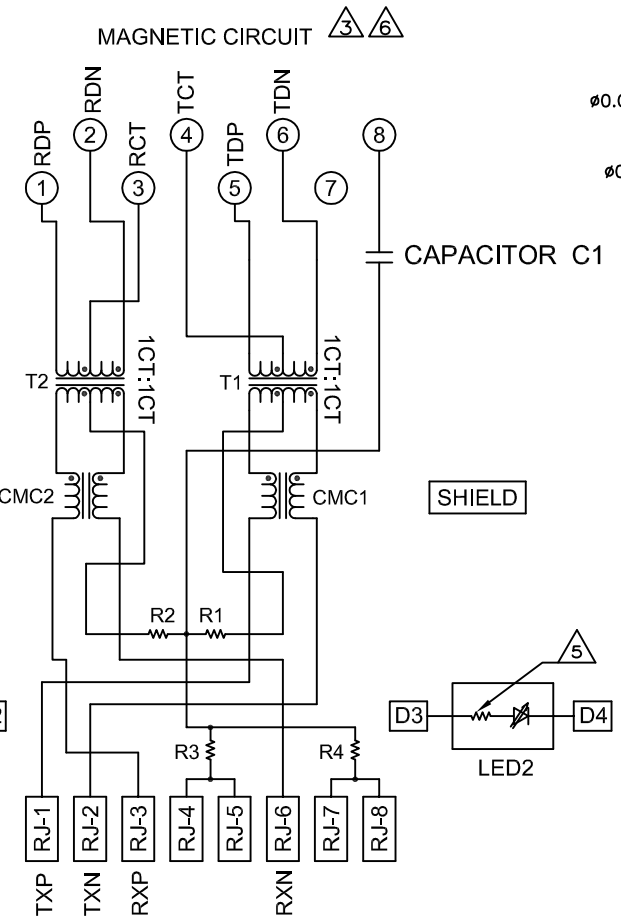 MAGNETIC CIRCUIT 3 6
RDP
RDN
RCT
TCT
TDP
TDN
1
2
3
4
5
6
7
8
CAPACITOR C1
T2
1CT:1CT
T1
1CT:1CT
CMC2
CMC1
SHIELD
R2
R1
5
D3
D4
LED2
R3
R4
RJ-1
RJ-2
RJ-3
RJ-4
RJ-5
RJ-6
RJ-7
RJ-8
TXP
TXN
RXP
RXN